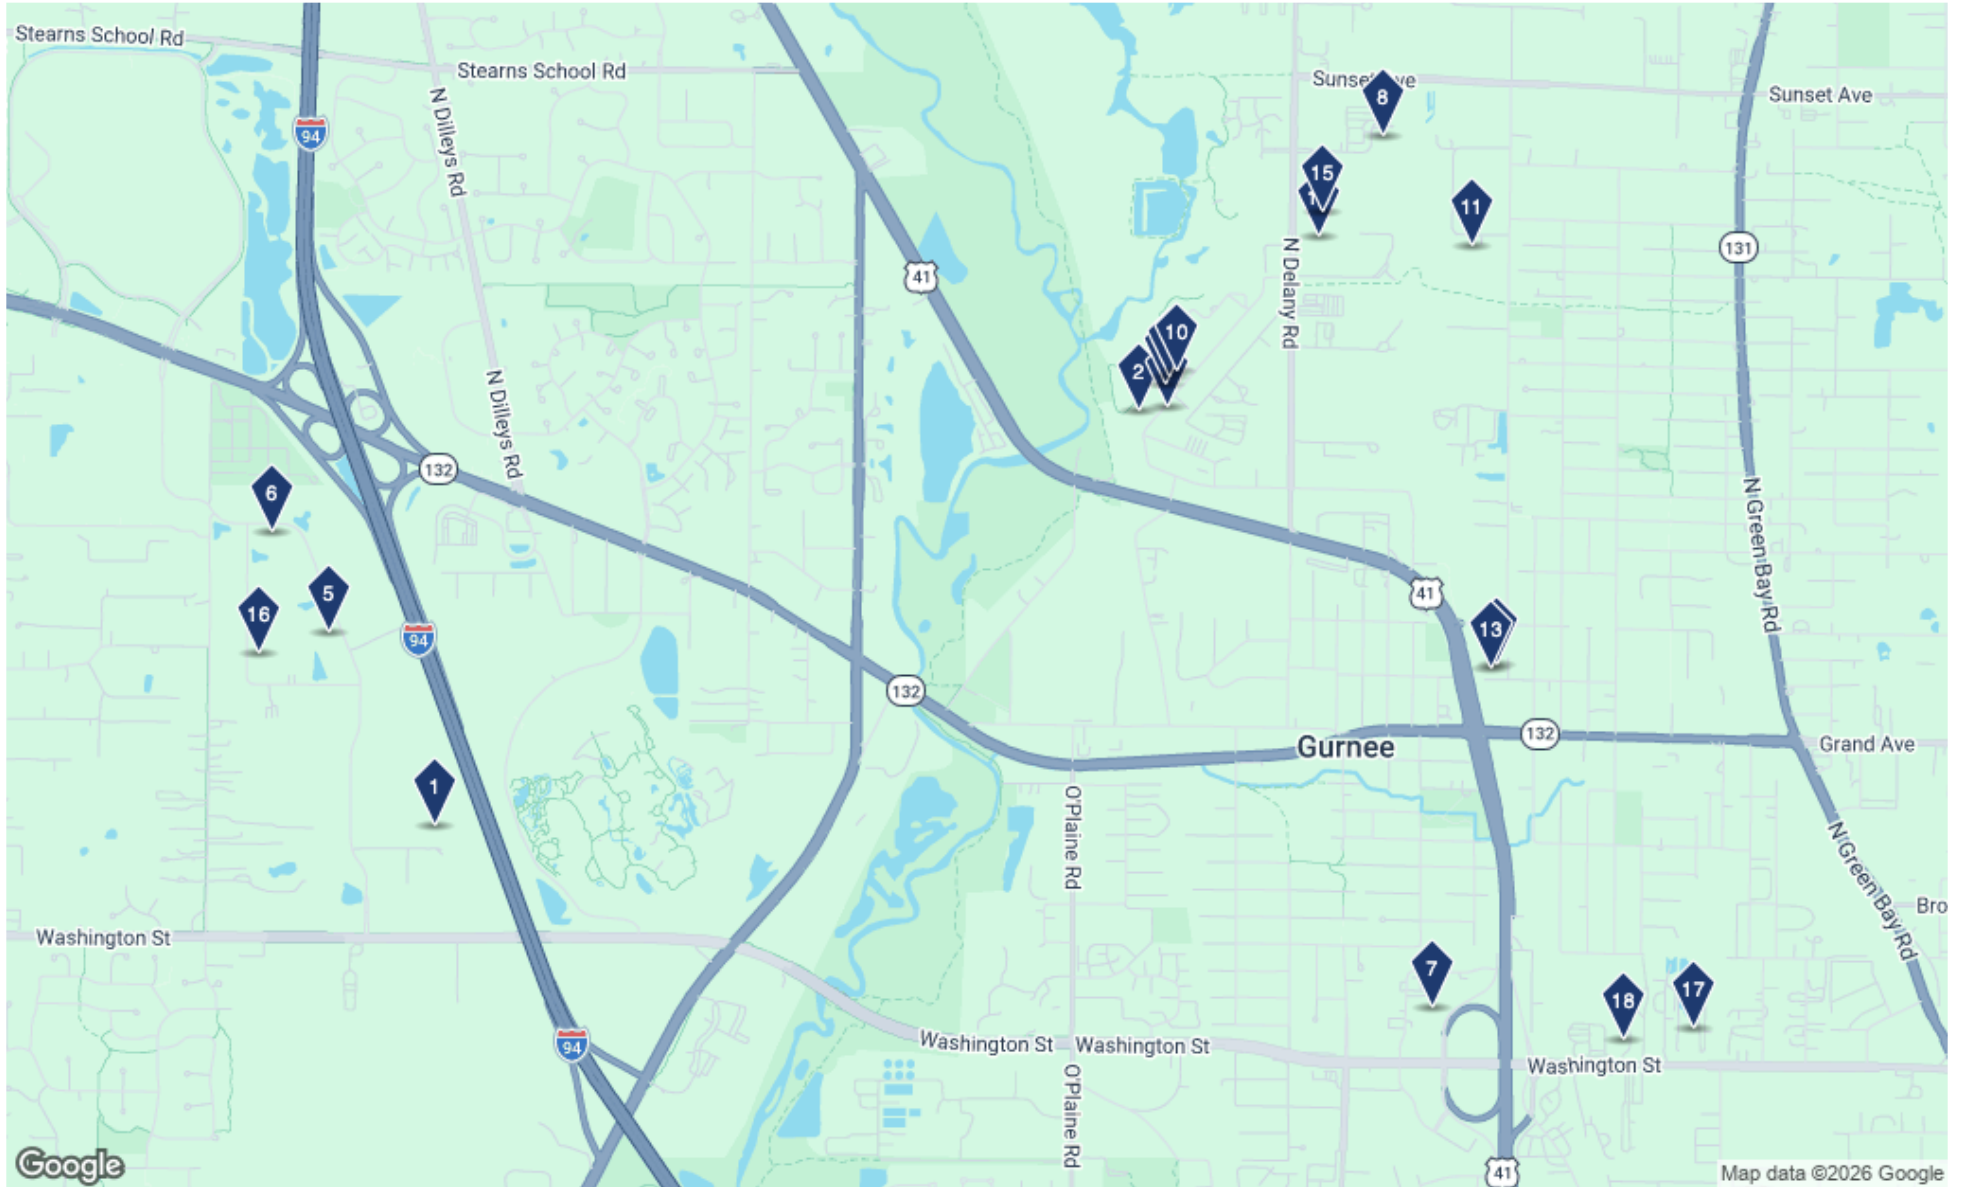 Stearns School Rd
Stearns School Rd
Sunset Ave
Sunset Ave
8
N Dilleys Rd
94
15
11
131
41
N Delany Rd
10
2
N Dilleys Rd
132
6
N Green Bay Rd
5
16
94
41
13
132
132
Gurnee
Grand Ave
1
O'Plaine Rd
N Green Bay Rd
Bro
Washington St
7
18
17
94
Washington St
Washington St
Washington St
O'Plaine Rd
41
Google
Map data ©2026 Google